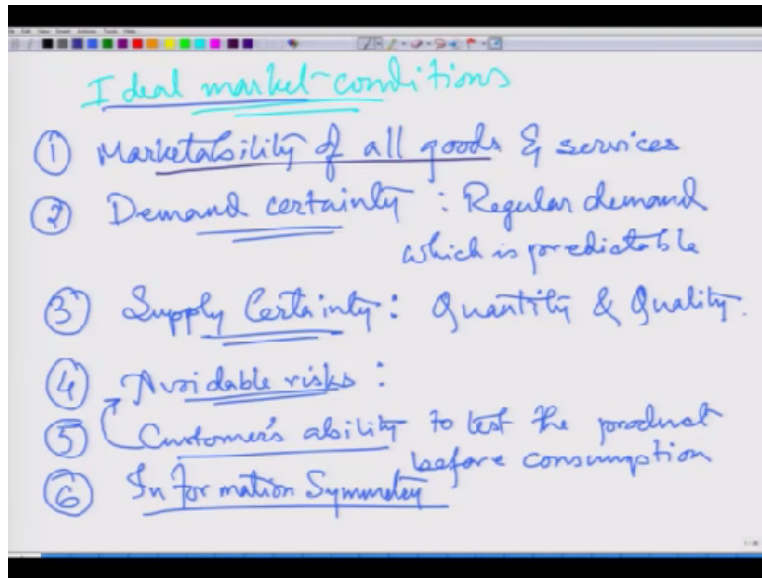 Ideal market-conditions
① Marketability of all goods & services
② Demand certainty : Regular demand
which is predictable
③ Supply Certainty : Quantity & Quality.
④ Avoidable risks :
⑤ Customer's ability to test the product
before consumption
⑥ Information Symmetry